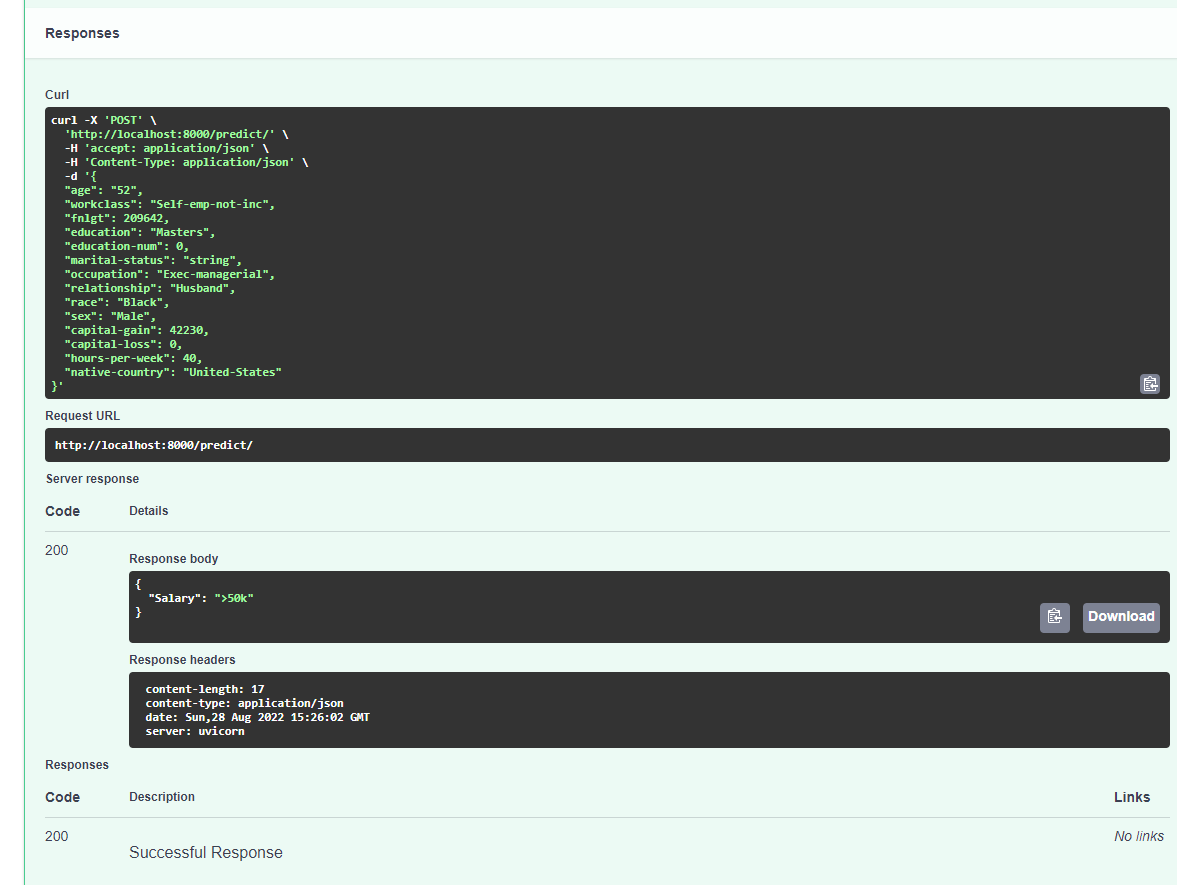 Responses
Curl
curl -X 'POST' \
  'http://localhost:8000/predict/' \
  -H 'accept: application/json' \
  -H 'Content-Type: application/json' \
  -d '{
  "age": "52",
  "workclass": "Self-emp-not-inc",
  "fnlgt": 209642,
  "education": "Masters",
  "education-num": 0,
  "marital-status": "string",
  "occupation": "Exec-managerial",
  "relationship": "Husband",
  "race": "Black",
  "sex": "Male",
  "capital-gain": 42230,
  "capital-loss": 0,
  "hours-per-week": 40,
  "native-country": "United-States"
}'
Request URL
http://localhost:8000/predict/
Server response
Code Details
200
Response body
{
  "Salary": ">50k"
}
Download
Response headers
content-length: 17
content-type: application/json
date: Sun,28 Aug 2022 15:26:02 GMT
server: uvicorn
Responses
Code Description Links
200 No links
Successful Response